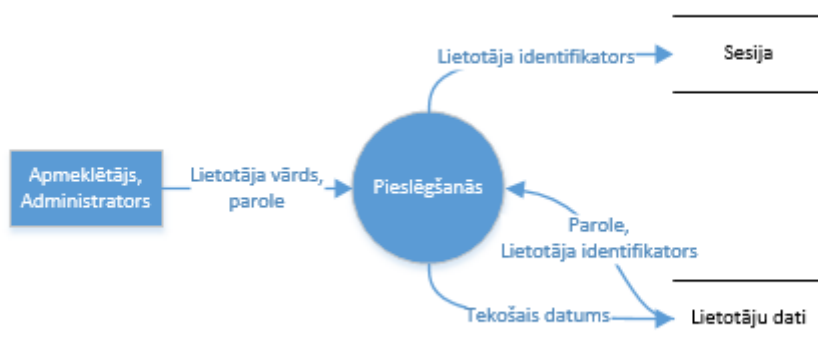 Lietotāja identifikators
Sesija
Apmeklētājs,
Administrators
Lietotāja vārds,
parole
Pieslēgšanās
Parole,
Lietotāja identifikators
Tekošais datums
Lietotāju dati